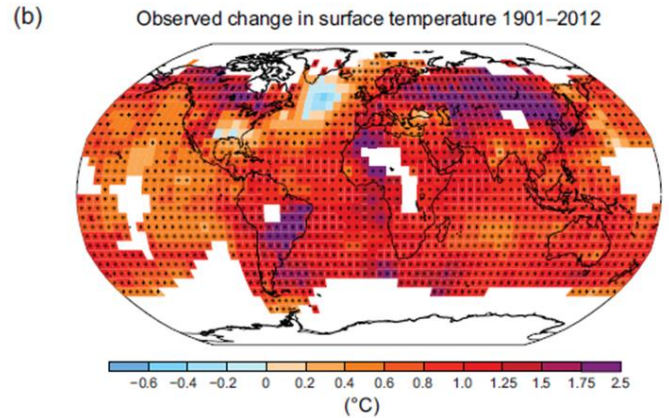 (b)
Observed change in surface temperature 1901–2012
−0.6 −0.4 −0.2 0 0.2 0.4 0.6 0.8 1.0 1.25 1.5 1.75 2.5
(°C)